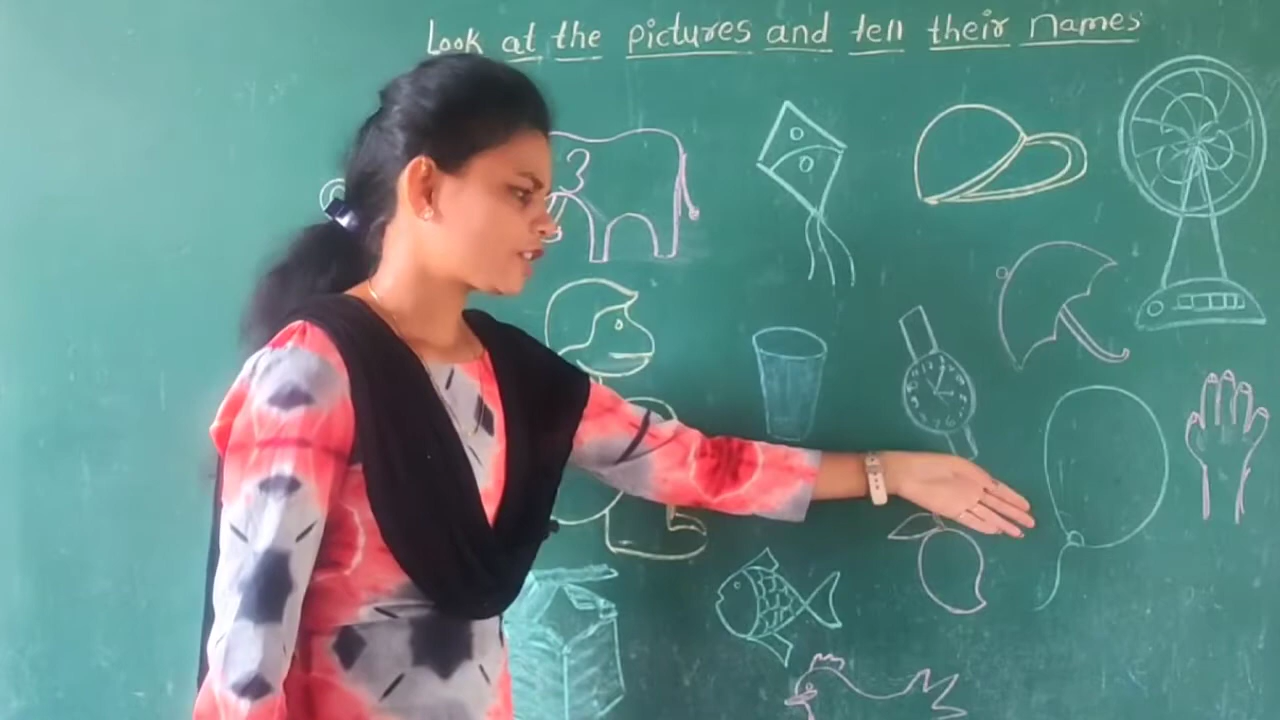 Look at the pictures and tell their names